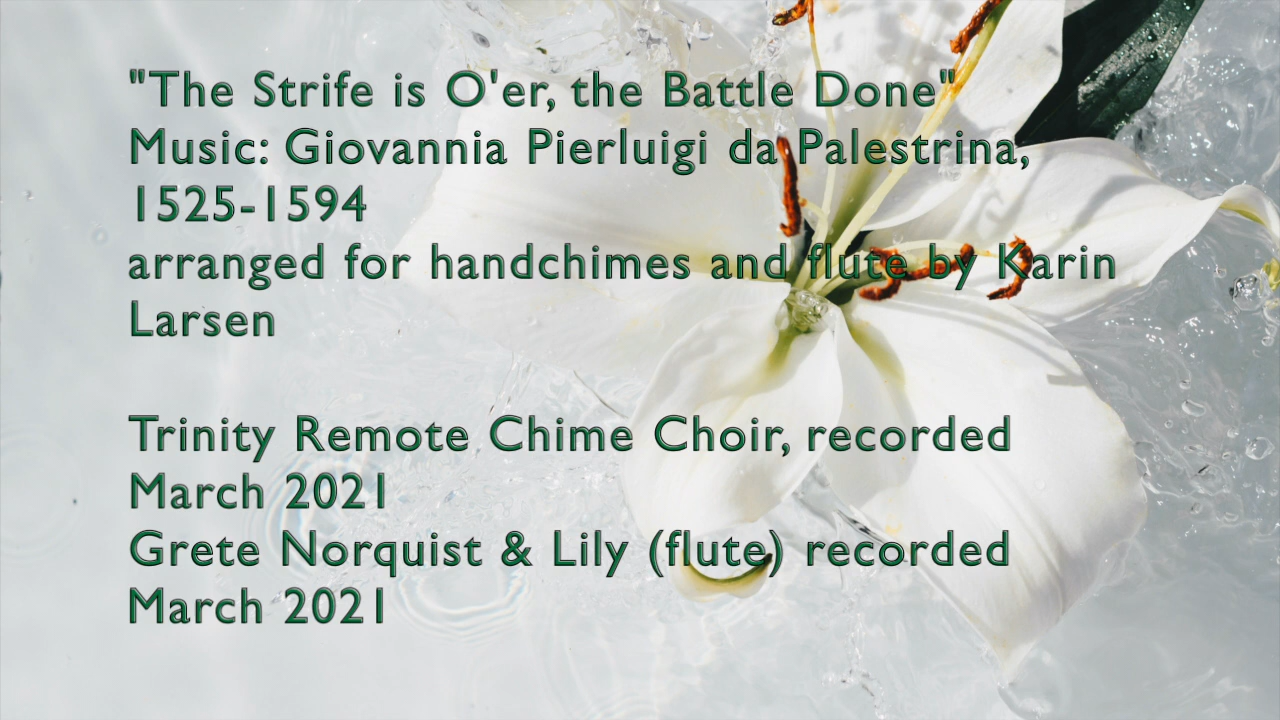 "The Strife is O'er, the Battle Done"
Music: Giovannia Pierluigi da Palestrina,
1525-1594
arranged for handchimes and flute by Karin
Larsen
Trinity Remote Chime Choir, recorded
March 2021
Grete Norquist & Lily (flute) recorded
March 2021